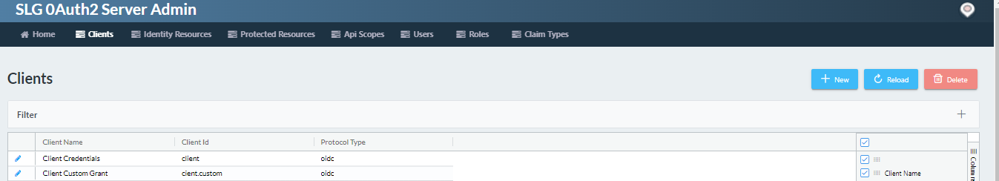 SLG 0Auth2 Server Admin
Home Clients Identity Resources Protected Resources Api Scopes Users Roles Claim Types
Clients
New Reload Delete
Filter
Client Name Client Id Protocol Type
Client Credentials client oidc
Client Custom Grant cient.custom oidc
Client Name